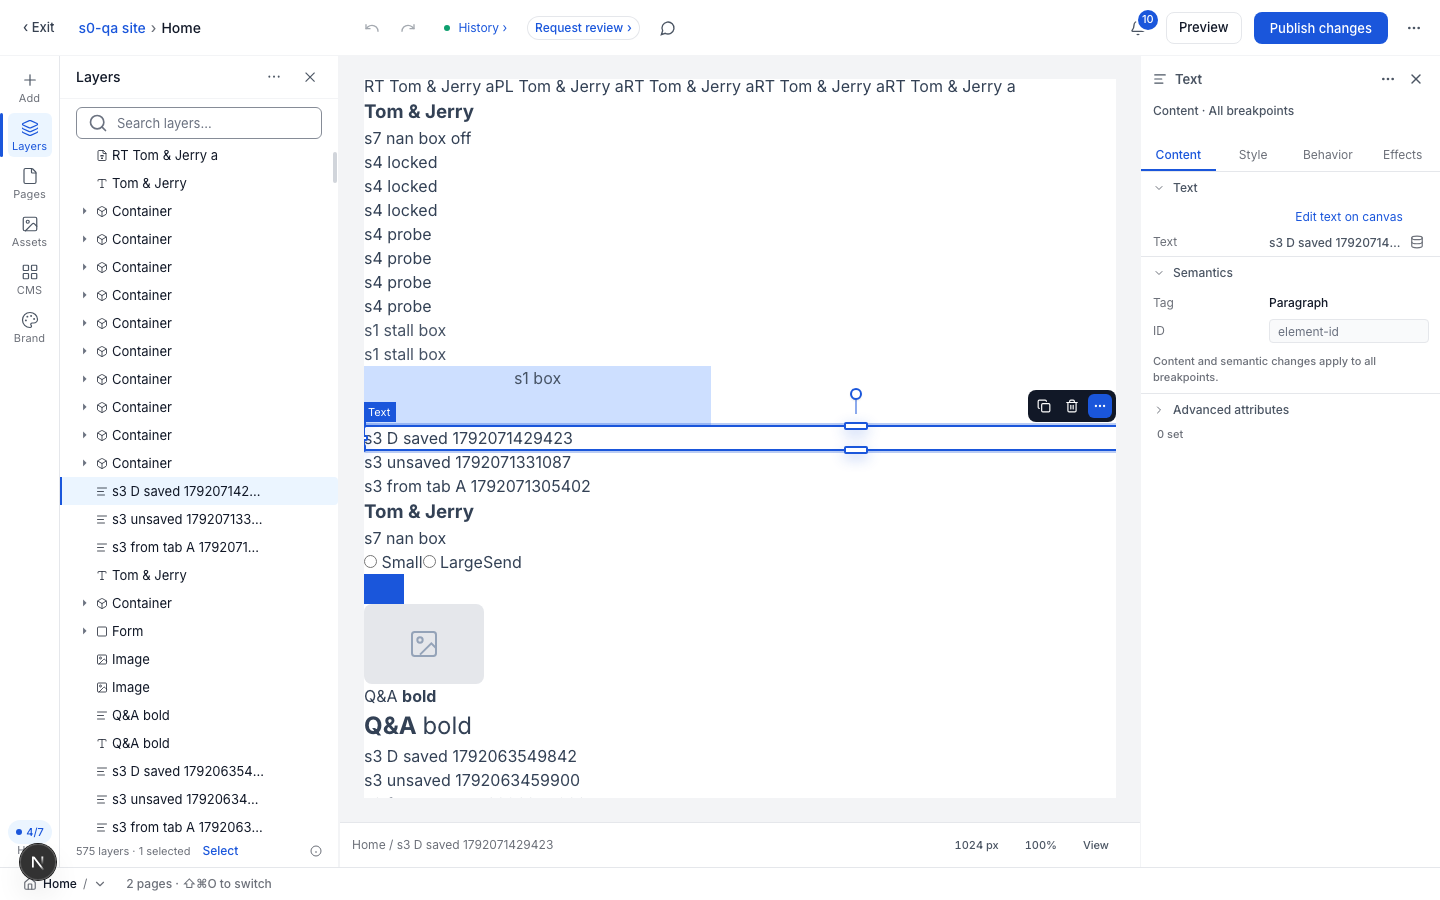 ‹ Exit
s0-qa site › Home
History ›
Request review ›
10
Preview
Publish changes
Add
Layers
Pages
Assets
CMS
Brand
4/7
Layers
Search layers...
RT Tom & Jerry a
Tom & Jerry
Container
Container
Container
Container
Container
Container
Container
Container
Container
Container
s3 D saved 179207142...
s3 unsaved 179207133...
s3 from tab A 1792071...
Tom & Jerry
Container
Form
Image
Image
Q&A bold
Q&A bold
s3 D saved 179206354...
s3 unsaved 17920634...
s3 from tab A 1792063...
575 layers · 1 selected Select
RT Tom & Jerry aPL Tom & Jerry aRT Tom & Jerry aRT Tom & Jerry aRT Tom & Jerry a
Tom & Jerry
s7 nan box off
s4 locked
s4 locked
s4 locked
s4 probe
s4 probe
s4 probe
s4 probe
s1 stall box
s1 stall box
s1 box
Text
s3 D saved 1792071429423
s3 unsaved 1792071331087
s3 from tab A 1792071305402
Tom & Jerry
s7 nan box
Small LargeSend
Q&A bold
Q&A bold
s3 D saved 1792063549842
s3 unsaved 1792063459900
Home / s3 D saved 1792071429423
1024 px 100% View
Text
Content · All breakpoints
Content Style Behavior Effects
Text
Edit text on canvas
Text s3 D saved 17920714...
Semantics
Tag Paragraph
ID element-id
Content and semantic changes apply to all
breakpoints.
Advanced attributes
0 set
N
Home / 2 pages · ⇧⌘O to switch